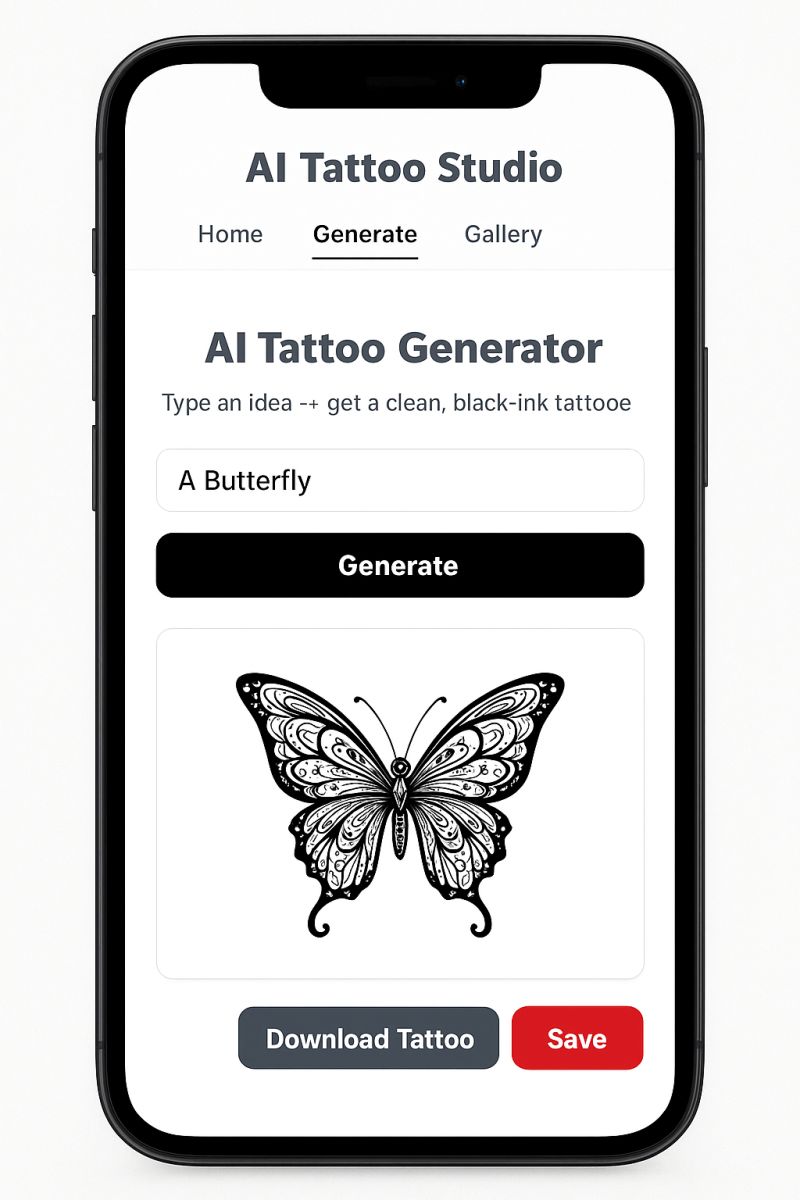 AI Tattoo Studio
Home Generate Gallery
AI Tattoo Generator
Type an idea -+ get a clean, black-ink tattooe
A Butterfly
Generate
Download Tattoo Save